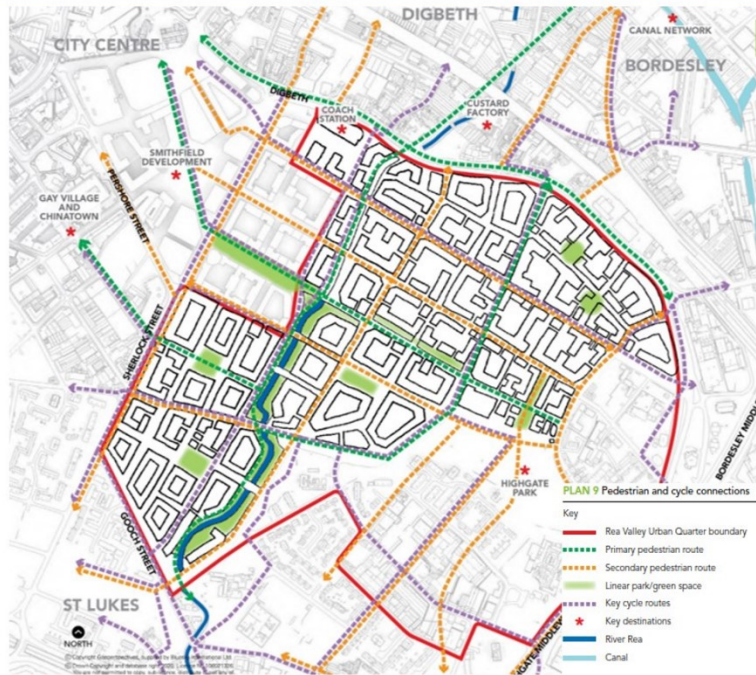 DIGBETH
CITY CENTRE
CANAL NETWORK
BORDESLEY
DIGBETH
COACH
STATION
CUSTARD
FACTORY
SMITHFIELD
DEVELOPMENT
PERSHORE STREET
GAY VILLAGE
AND
CHINATOWN
SHERLOCK STREET
BORDESLEY MIDDL
HIGHGATE
PARK
GOOCH STREET
ST LUKES
NORTH
PLAN 9 Pedestrian and cycle connections
Key
Rea Valley Urban Quarter boundary
Primary pedestrian route
Secondary pedestrian route
Linear park/green space
Key cycle routes
Key destinations
River Rea
Canal